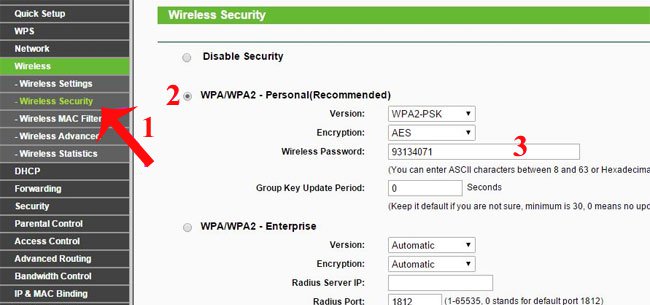 Quick Setup
WPS
Network
Wireless
- Wireless Settings
- Wireless Security
- Wireless MAC Filter
- Wireless Advance
- Wireless Statistics
DHCP
Forwarding
Security
Parental Control
Access Control
Advanced Routing
Bandwidth Control
IP & MAC Binding
1
Wireless Security
Disable Security
2 WPA/WPA2 - Personal(Recommended)
Version: WPA2-PSK
Encryption: AES
Wireless Password: 93134071 3
(You can enter ASCII characters between 8 and 63 or Hexadecima
Group Key Update Period: 0 Seconds
(Keep it default if you are not sure, minimum is 30, 0 means no upd
WPA/WPA2 - Enterprise
Version: Automatic
Encryption: Automatic
Radius Server IP:
Radius Port: 1812 (1-65535, 0 stands for default port 1812)